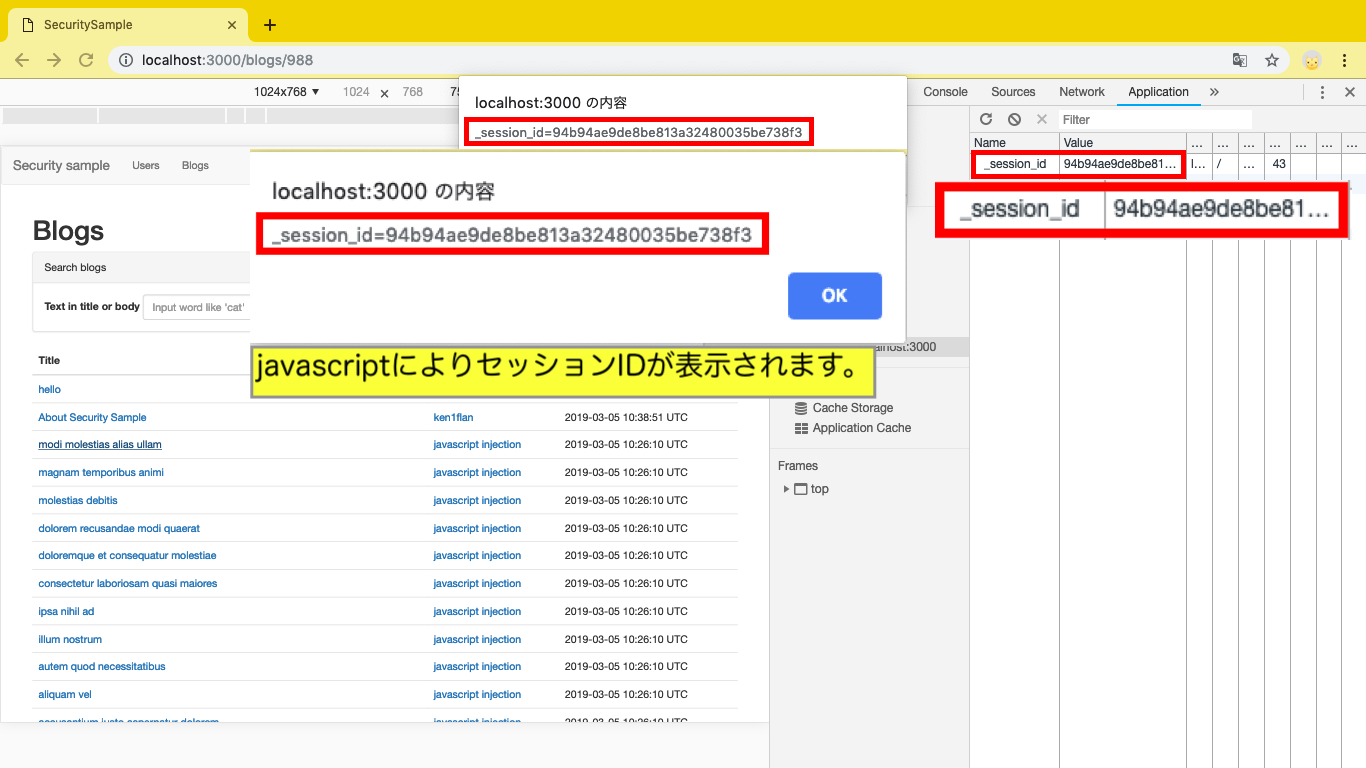 SecuritySample
localhost:3000/blogs/988
1024x768 ▼ 1024 × 768
Console Sources Network Application »
localhost:3000 の内容
_session_id=94b94ae9de8be813a32480035be738f3
Filter
Name Value ... ... ... ... ... ... ...
_session_id 94b94ae9de8be81... l... / ... 43
_session_id 94b94ae9de8be81...
Security sample Users Blogs
localhost:3000 の内容
_session_id=94b94ae9de8be813a32480035be738f3
OK
javascriptによりセッションIDが表示されます。
Blogs
Search blogs
Text in title or body Input word like 'cat'
Title
hello
About Security Sample ken1flan 2019-03-05 10:38:51 UTC
modi molestias alias ullam javascript injection 2019-03-05 10:26:10 UTC
magnam temporibus animi javascript injection 2019-03-05 10:26:10 UTC
molestias debitis javascript injection 2019-03-05 10:26:10 UTC
dolorem recusandae modi quaerat javascript injection 2019-03-05 10:26:10 UTC
doloremque et consequatur molestiae javascript injection 2019-03-05 10:26:10 UTC
consectetur laboriosam quasi maiores javascript injection 2019-03-05 10:26:10 UTC
ipsa nihil ad javascript injection 2019-03-05 10:26:10 UTC
illum nostrum javascript injection 2019-03-05 10:26:10 UTC
autem quod necessitatibus javascript injection 2019-03-05 10:26:10 UTC
aliquam vel javascript injection 2019-03-05 10:26:10 UTC
javascript injection 2019-03-05 10:26:10 UTC
alhost:3000
Cache Storage
Application Cache
Frames
top